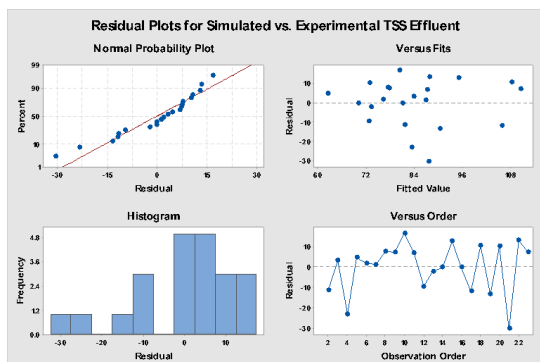 Residual Plots for Simulated vs. Experimental TSS Effluent
Normal Probability Plot
99
90
50
10
1
Percent
-30
-15
0
15
30
Residual
Versus Fits
10
0
-10
-20
-30
Residual
60
72
84
96
108
Fitted Value
Histogram
4.8
3.6
2.4
1.2
0.0
Frequency
-30
-20
-10
0
10
Residual
Versus Order
10
0
-10
-20
-30
Residual
2 4 6 8 10 12 14 16 18 20 22
Observation Order